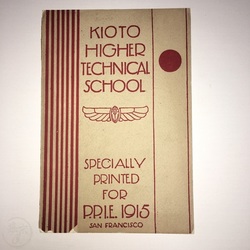 KIOTO
HIGHER
TECHNICAL
SCHOOL
SPECIALLY
PRINTED
FOR
P.P.I.E. 1915
SAN FRANCISCO